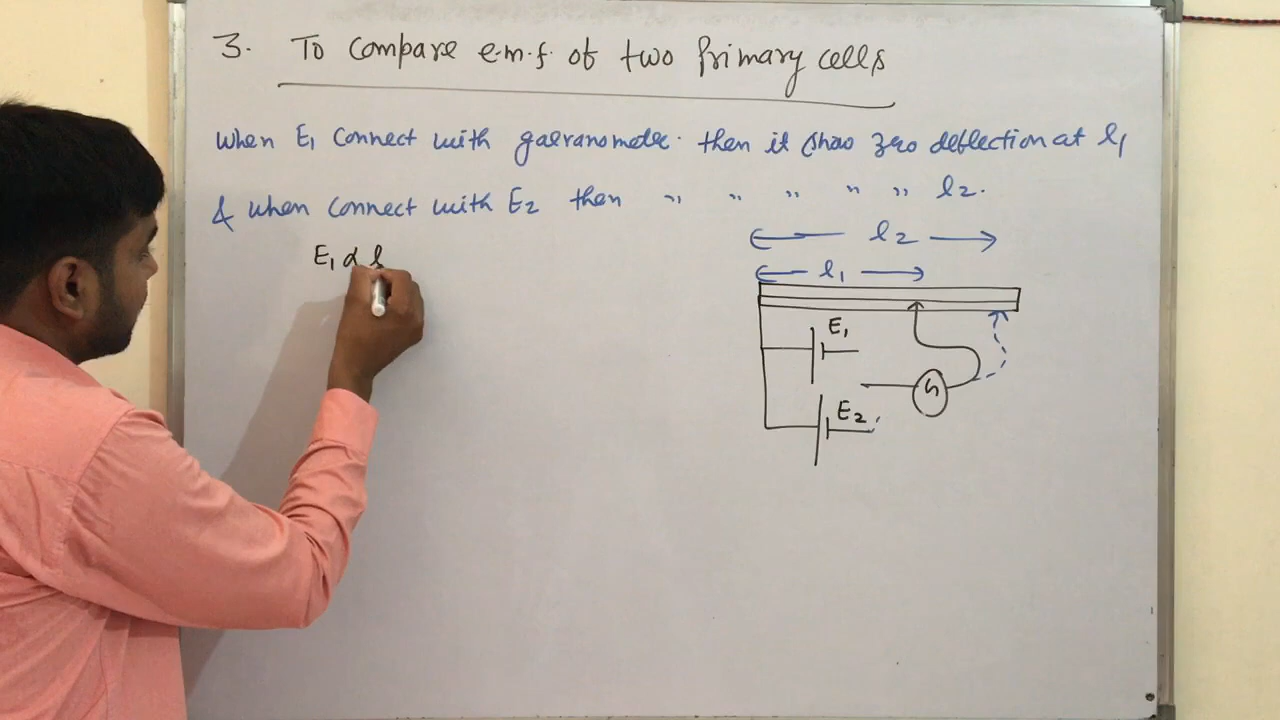 3. To Compare e.m.f. of two Primary cells
When E1 Connect with galvanometer. then it show zero deflection at l1
& when connect with E2 then " " " " " l2.
E1 ∝ l
l2
l1
E1
G
E2